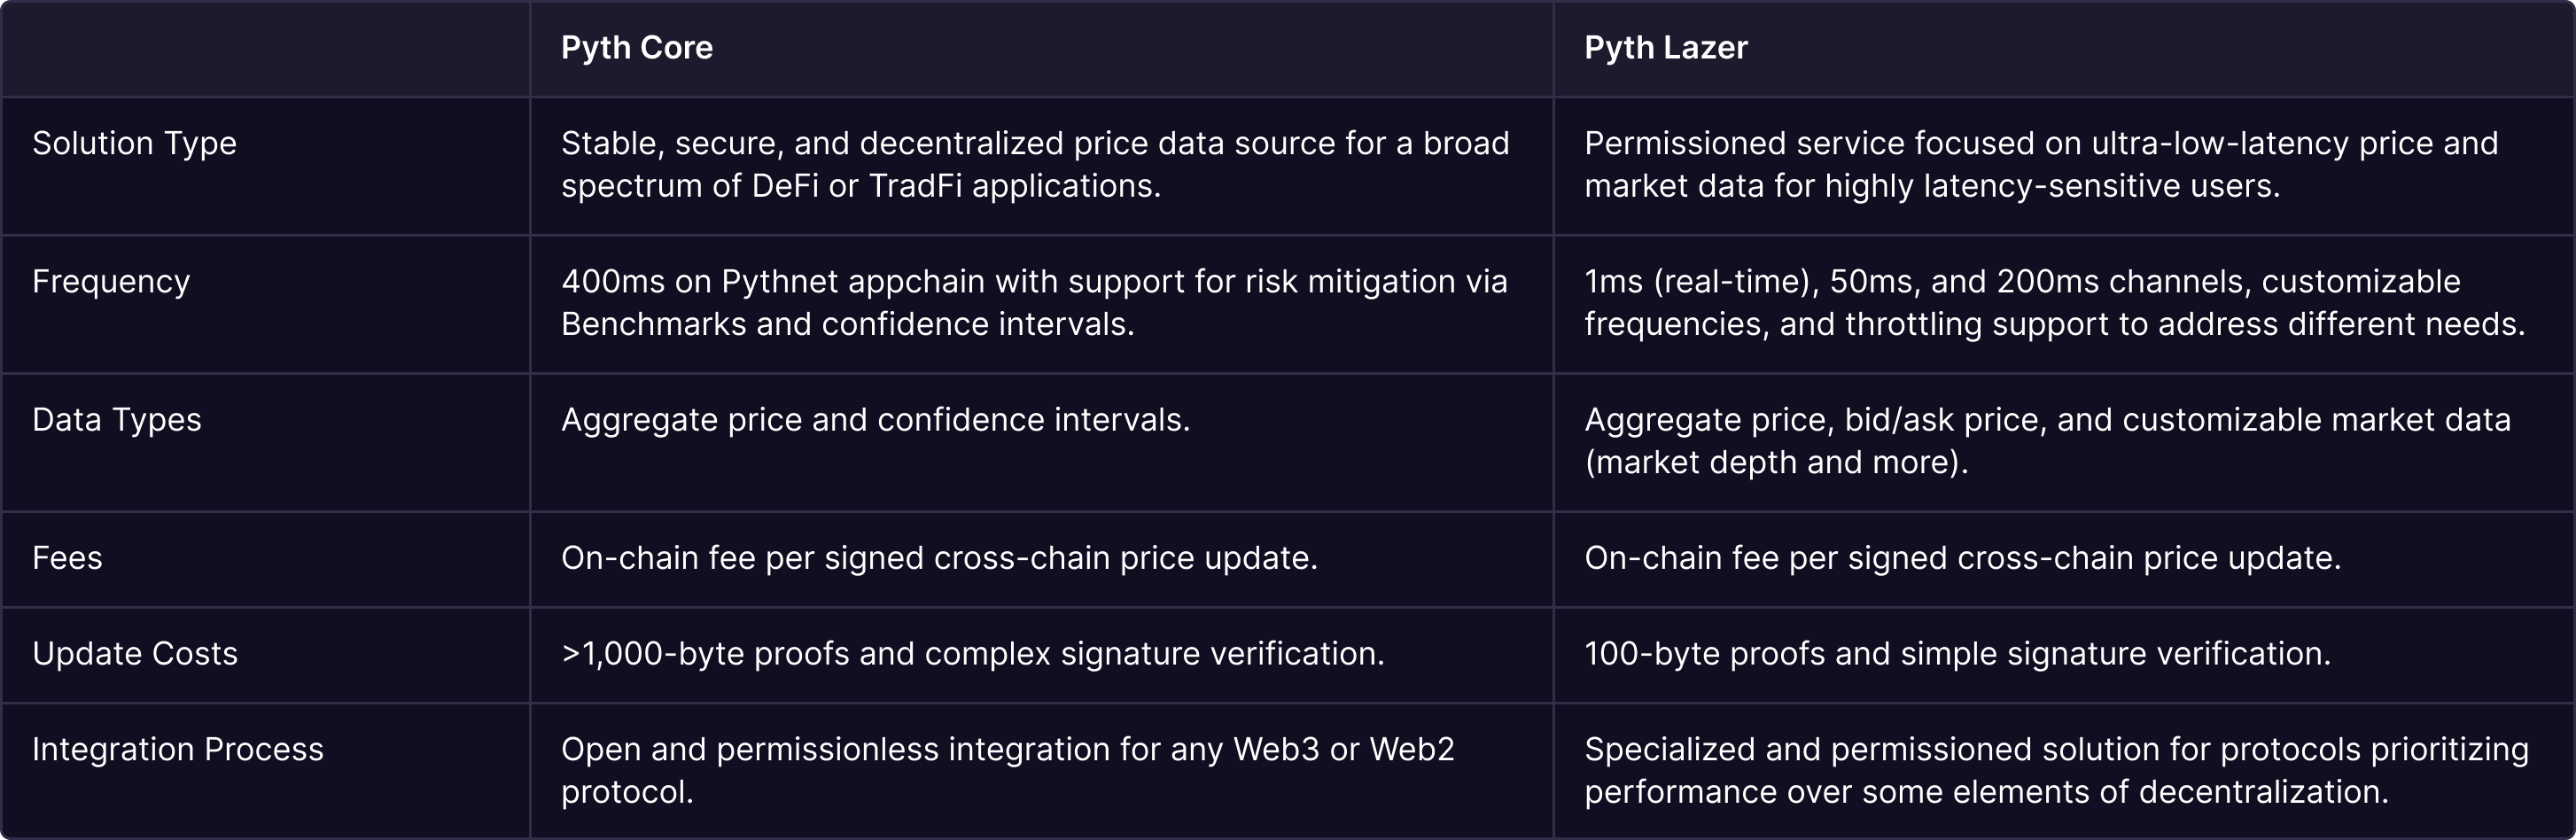 Pyth Core
Pyth Lazer
Solution Type
Stable, secure, and decentralized price data source for a broad
spectrum of DeFi or TradFi applications.
Permissioned service focused on ultra-low-latency price and
market data for highly latency-sensitive users.
Frequency
400ms on Pythnet appchain with support for risk mitigation via
Benchmarks and confidence intervals.
1ms (real-time), 50ms, and 200ms channels, customizable
frequencies, and throttling support to address different needs.
Data Types
Aggregate price and confidence intervals.
Aggregate price, bid/ask price, and customizable market data
(market depth and more).
Fees
On-chain fee per signed cross-chain price update.
On-chain fee per signed cross-chain price update.
Update Costs
>1,000-byte proofs and complex signature verification.
100-byte proofs and simple signature verification.
Integration Process
Open and permissionless integration for any Web3 or Web2
protocol.
Specialized and permissioned solution for protocols prioritizing
performance over some elements of decentralization.